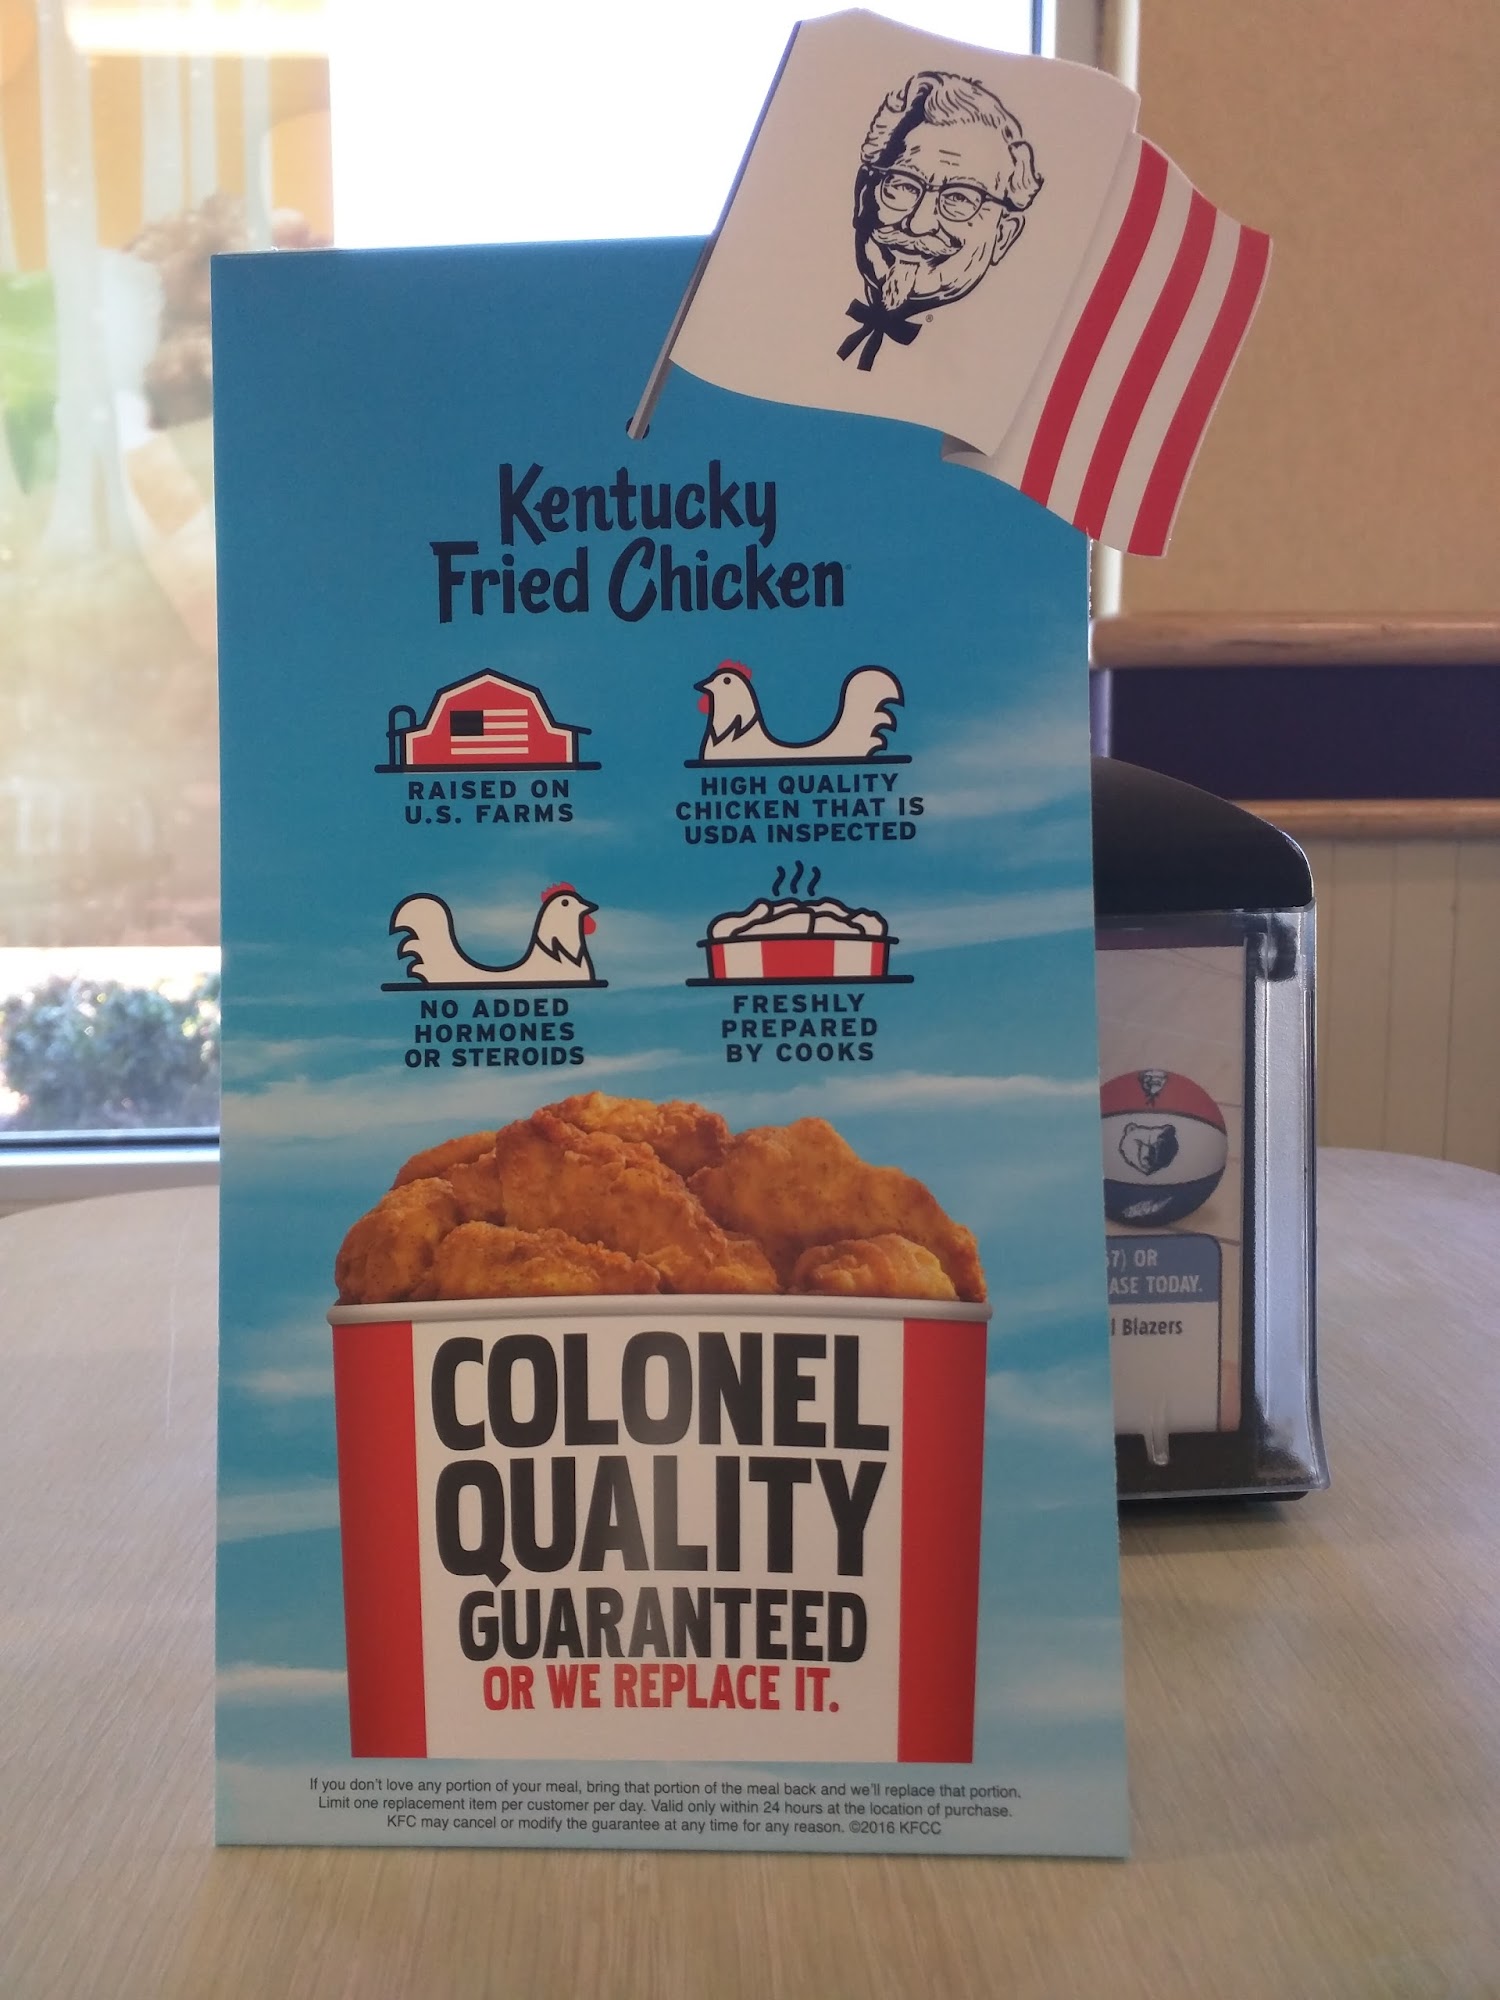 Kentucky
Fried Chicken
RAISED ON
U.S. FARMS
HIGH QUALITY
CHICKEN THAT IS
USDA INSPECTED
NO ADDED
HORMONES
OR STEROIDS
FRESHLY
PREPARED
BY COOKS
COLONEL
QUALITY
GUARANTEED
OR WE REPLACE IT.
If you don't love any portion of your meal, bring that portion of the meal back and we'll replace that portion.
Limit one replacement item per customer per day. Valid only within 24 hours at the location of purchase.
KFC may cancel or modify the guarantee at any time for any reason. ©2016 KFCC
7) OR
ASE TODAY.
l Blazers